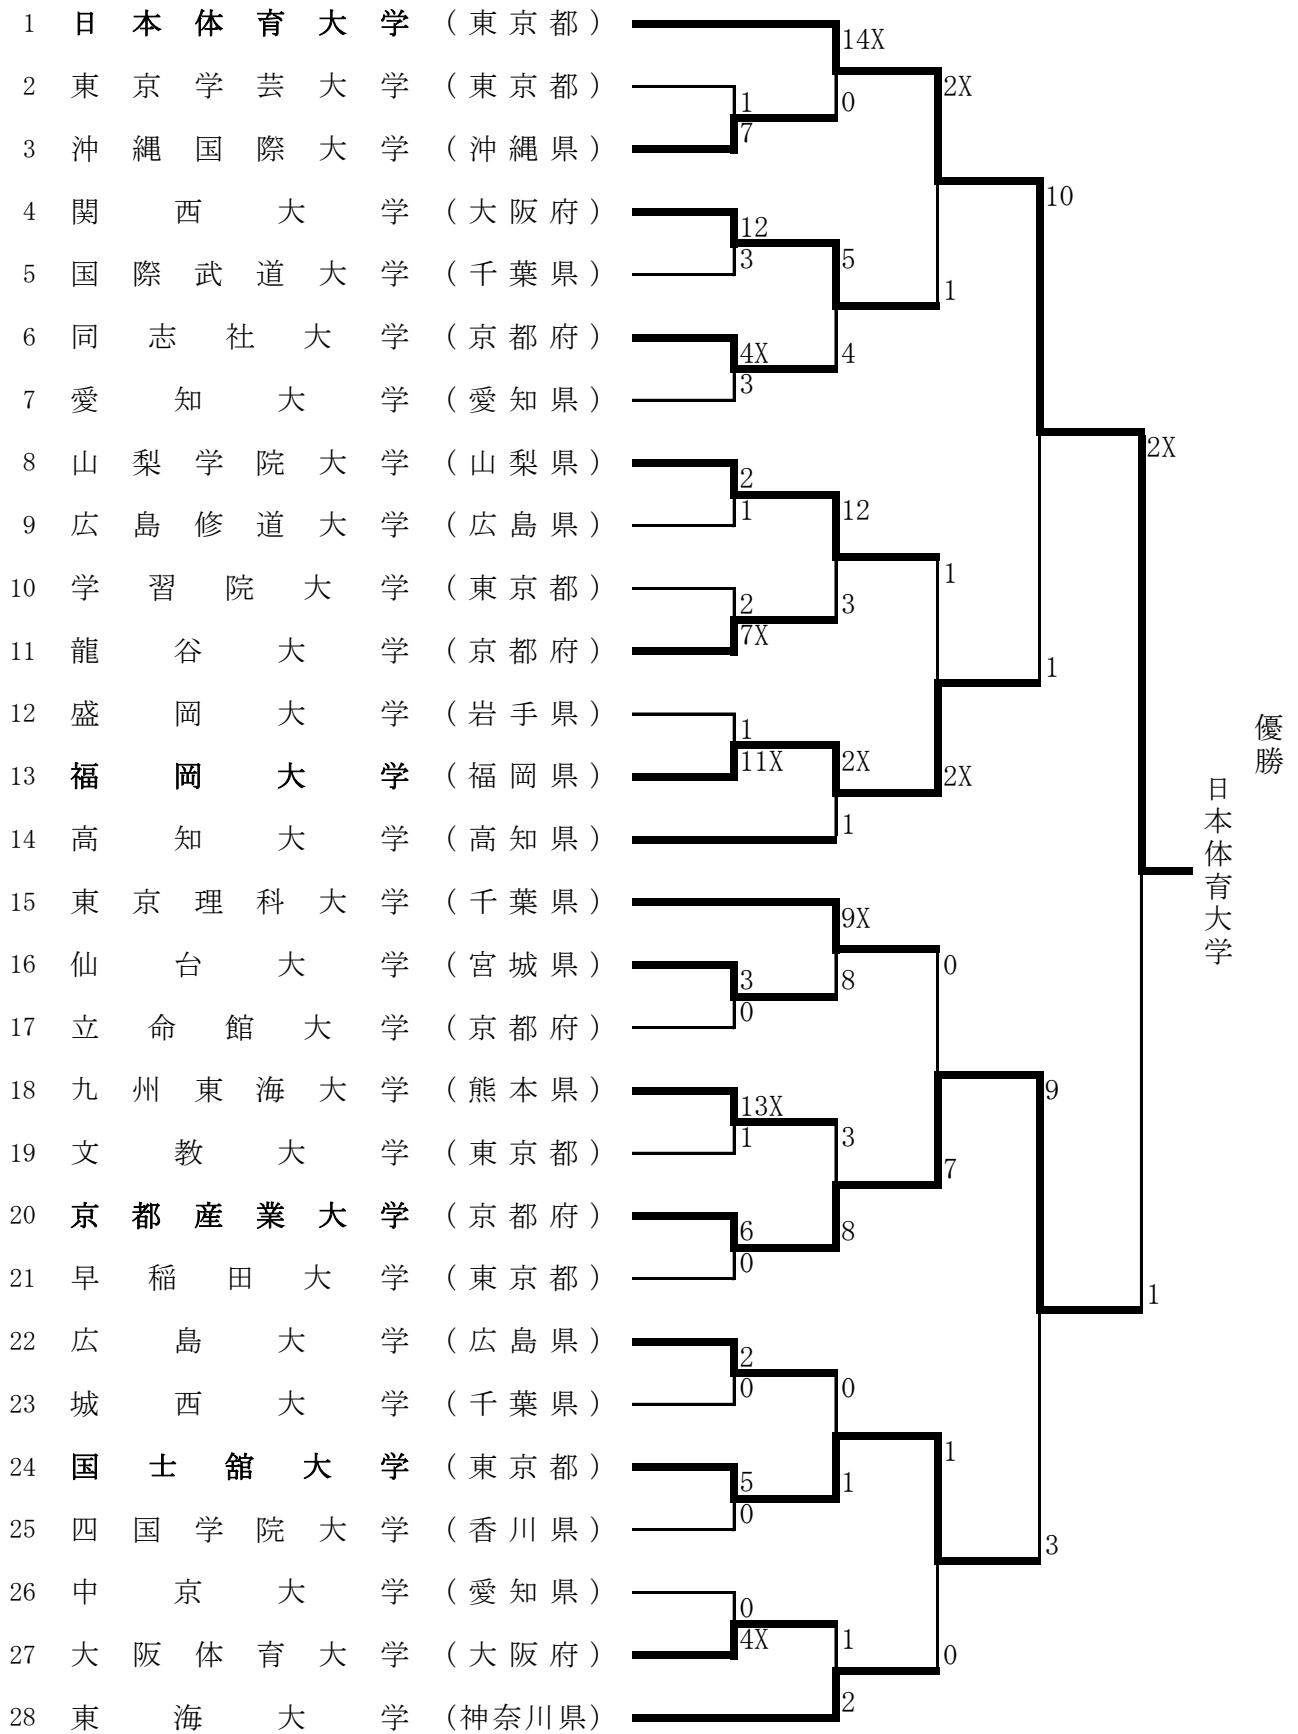 1 日本体育大学 (東京都)
14X
2 東京学芸大学 (東京都)
2X
1
0
7
3 沖縄国際大学 (沖縄県)
4 関西大学 (大阪府)
10
12
3
5
5 国際武道大学 (千葉県)
1
6 同志社大学 (京都府)
4X
4
3
7 愛知大学 (愛知県)
2X
8 山梨学院大学 (山梨県)
2
1
12
9 広島修道大学 (広島県)
1
10 学習院大学 (東京都)
2
3
7X
11 龍谷大学 (京都府)
1
12 盛岡大学 (岩手県)
1
11X
2X
13 福岡大学 (福岡県)
2X
1
14 高知大学 (高知県)
優勝
日本体育大学
15 東京理科大学 (千葉県)
9X
16 仙台大学 (宮城県)
0
3
8
0
17 立命館大学 (京都府)
18 九州東海大学 (熊本県)
9
13X
1
3
19 文教大学 (東京都)
7
20 京都産業大学 (京都府)
6
8
0
21 早稲田大学 (東京都)
1
22 広島大学 (広島県)
2
0
0
23 城西大学 (千葉県)
1
24 国士舘大学 (東京都)
5
1
0
25 四国学院大学 (香川県)
3
26 中京大学 (愛知県)
0
4X
1
27 大阪体育大学 (大阪府)
0
2
28 東海大学 (神奈川県)